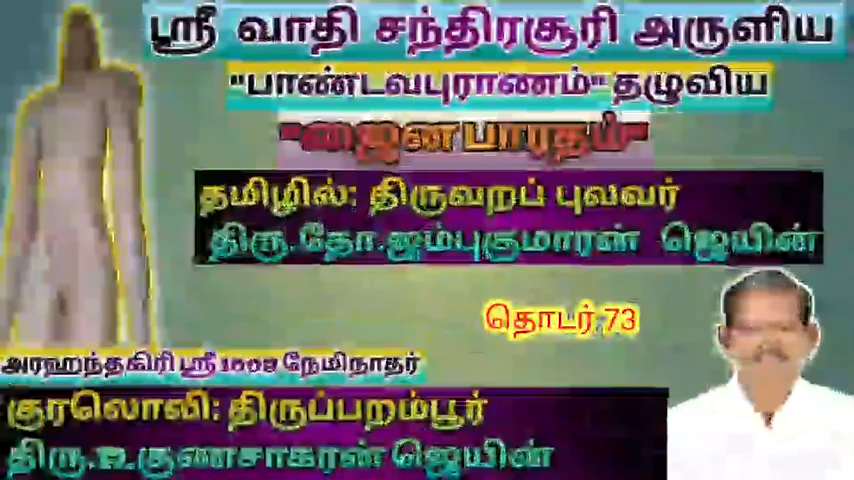 ஸ்ரீ வாதி சந்திரசூரி அருளிய
"பாண்டவபுராணம்" தழுவிய
"ஜைன பாரதம்"
தமிழில்: திருவறப் புலவர்
திரு.தோ.ஜம்புகுமாரன் ஜெயின்
தொடர் 73
அரஹந்தகிரி ஸ்ரீ 1008 நேமிநாதர்
குரலொலி: திருப்பறம்பூர்
திரு.உ.குணசாகரன் ஜெயின்